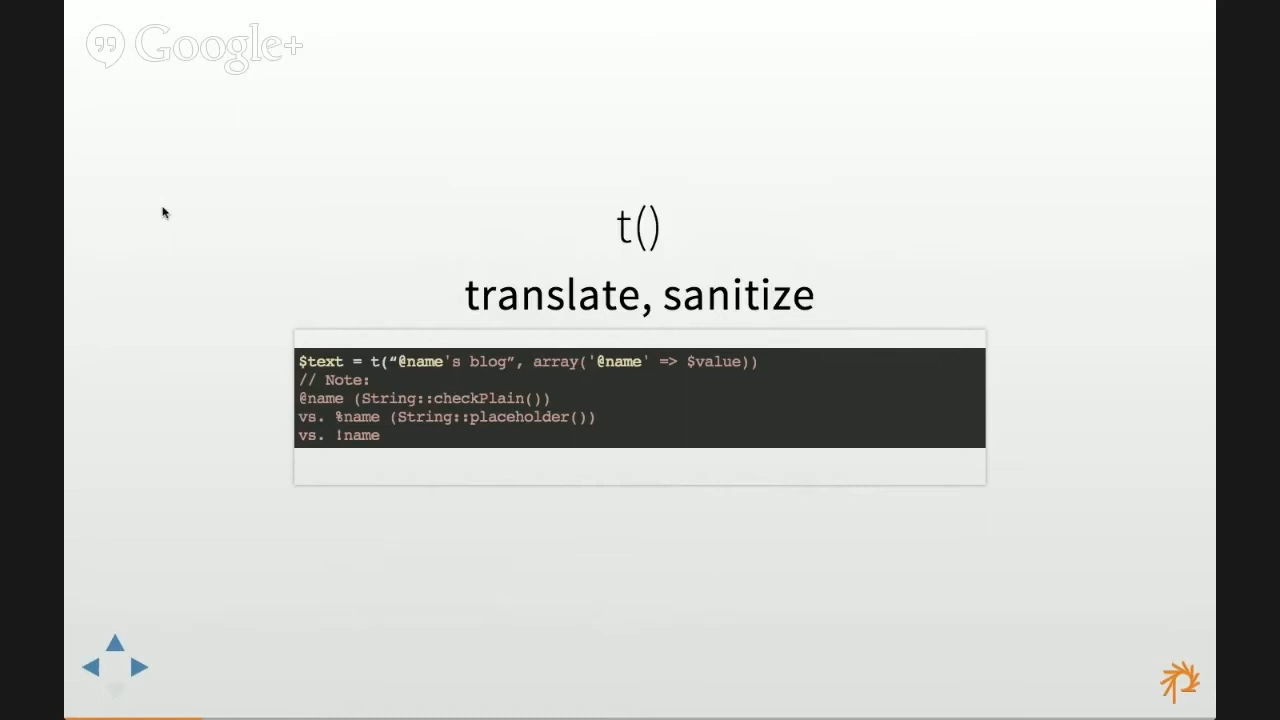 Google+
t()
translate, sanitize
$text = t(“@name's blog”, array('@name' => $value))
// Note:
@name (String::checkPlain())
vs. %name (String::placeholder())
vs. !name